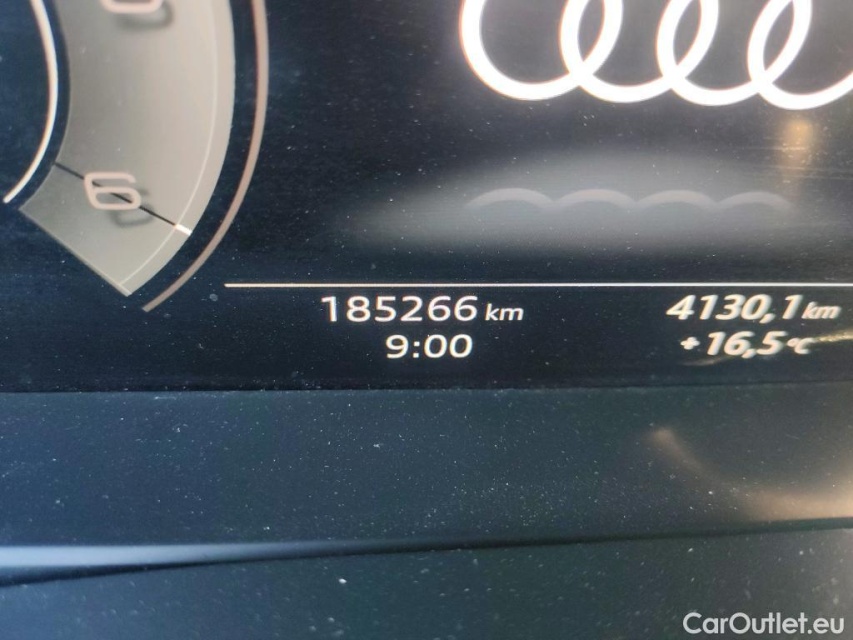 6
185266 km
4130,1 km
9:00
+16,5 °C
CarOutlet.eu